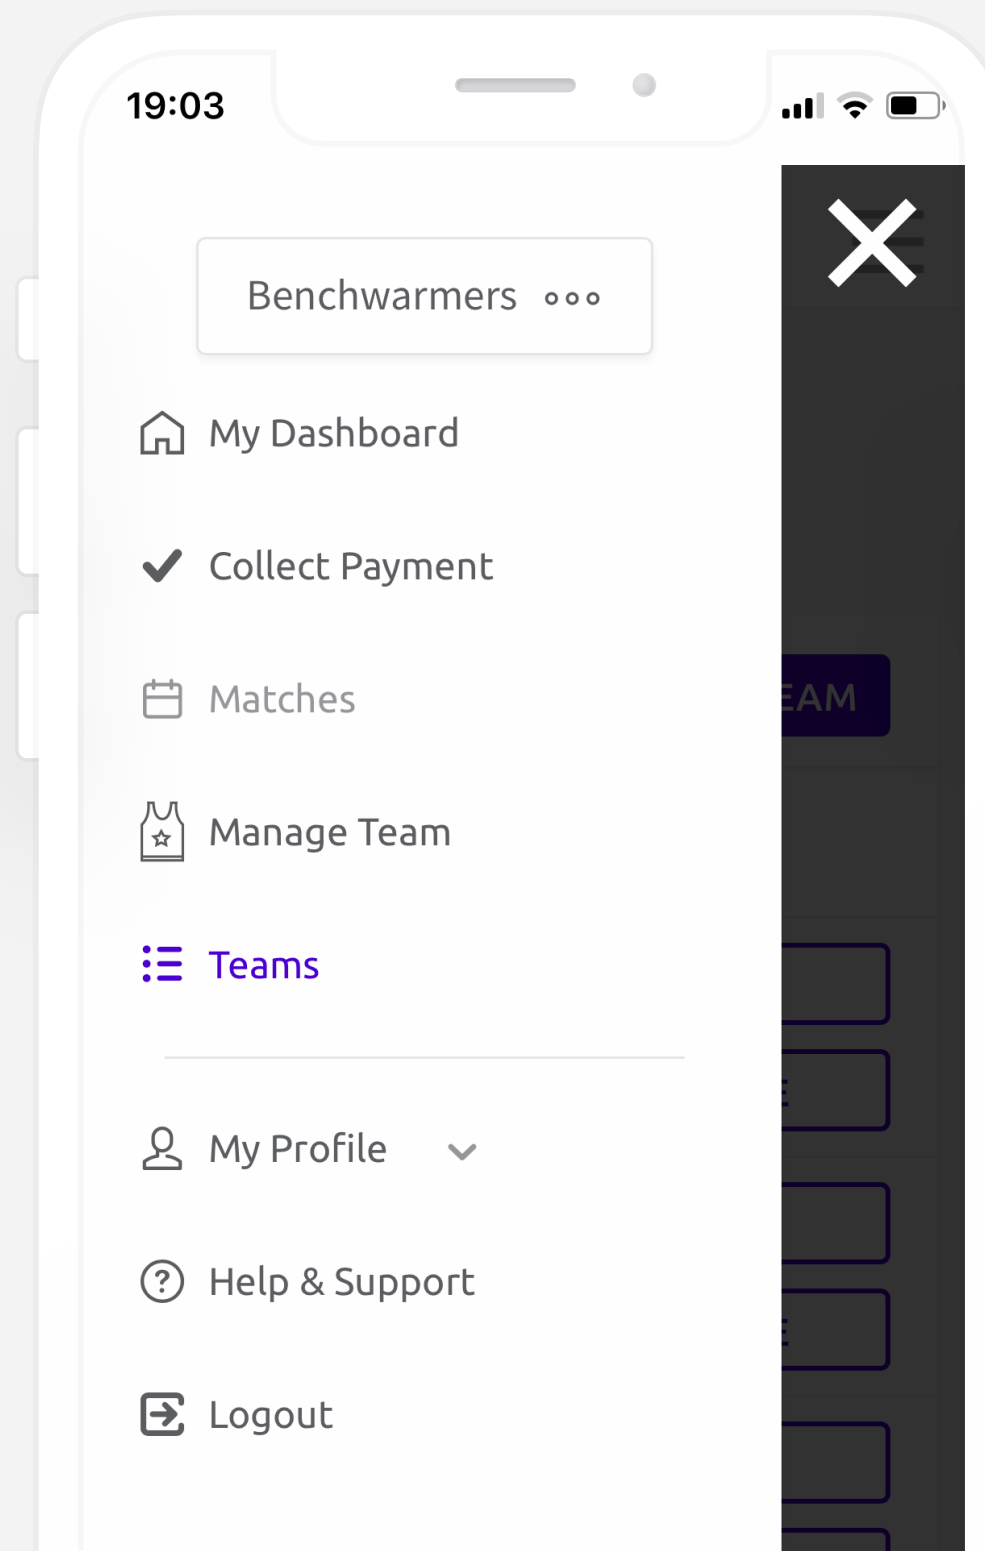 19:03
Benchwarmers
My Dashboard
Collect Payment
Matches
EAM
Manage Team
Teams
E
My Profile
Help & Support
E
Logout